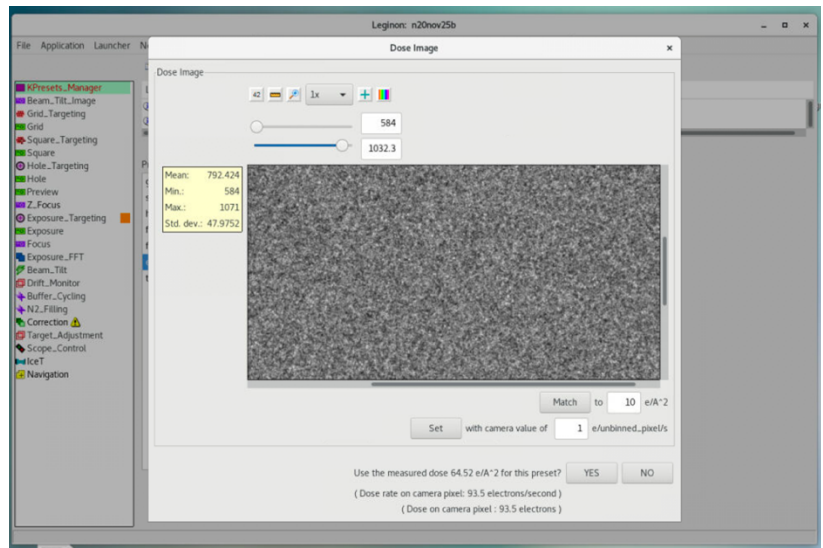 Leginon: n20nov25b
File Application Launcher
Dose Image
Dose Image
42
1x
584
1032.3
Mean: 792.424
Min.: 584
Max.: 1071
Std. dev.: 47.9752
KPresets_Manager
Beam_Tilt_Image
Grid_Targeting
Grid
Square_Targeting
Square
Hole_Targeting
Hole
Preview
Z_Focus
Exposure_Targeting
Exposure
Focus
Exposure_FFT
Beam_Tilt
Drift_Monitor
Buffer_Cycling
N2_Filling
Correction
Target_Adjustment
Scope_Control
IceT
Navigation
Match to 10 e/A^2
Set with camera value of 1 e/unbinned_pixel/s
Use the measured dose 64.52 e/A^2 for this preset? YES NO
( Dose rate on camera pixel: 93.5 electrons/second )
( Dose on camera pixel : 93.5 electrons )